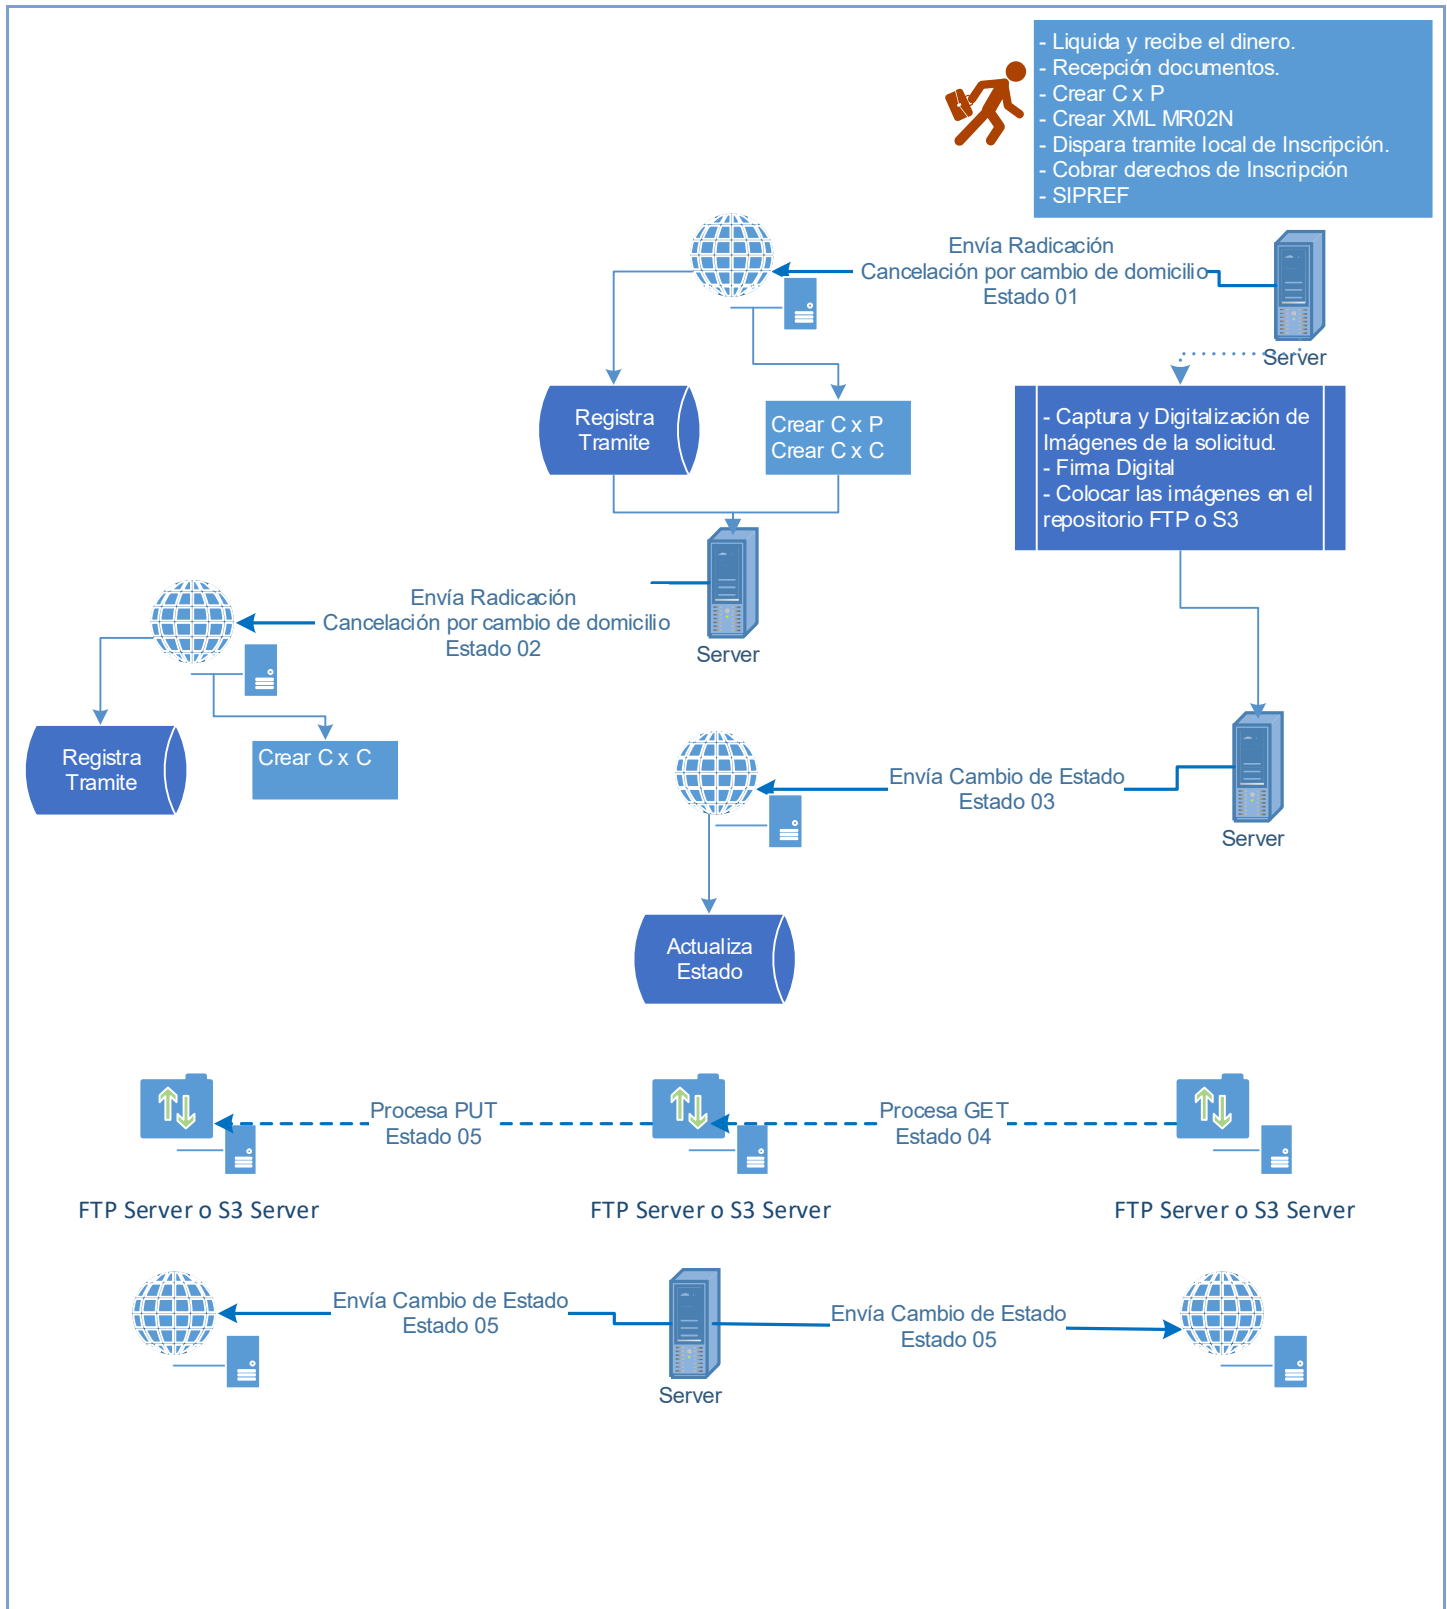 - Liquida y recibe el dinero.
- Recepción documentos.
- Crear C x P
- Crear XML MR02N
- Dispara tramite local de Inscripción.
- Cobrar derechos de Inscripción
- SIPREF
Envía Radicación
Cancelación por cambio de domicilio
Estado 01
Server
Registra
Tramite
Crear C x P
Crear C x C
- Captura y Digitalización de
Imágenes de la solicitud.
- Firma Digital
- Colocar las imágenes en el
repositorio FTP o S3
Envía Radicación
Cancelación por cambio de domicilio
Estado 02
Server
Registra
Tramite
Crear C x C
Envía Cambio de Estado
Estado 03
Server
Actualiza
Estado
Procesa PUT
Estado 05
Procesa GET
Estado 04
FTP Server o S3 Server
FTP Server o S3 Server
FTP Server o S3 Server
Envía Cambio de Estado
Estado 05
Envía Cambio de Estado
Estado 05
Server